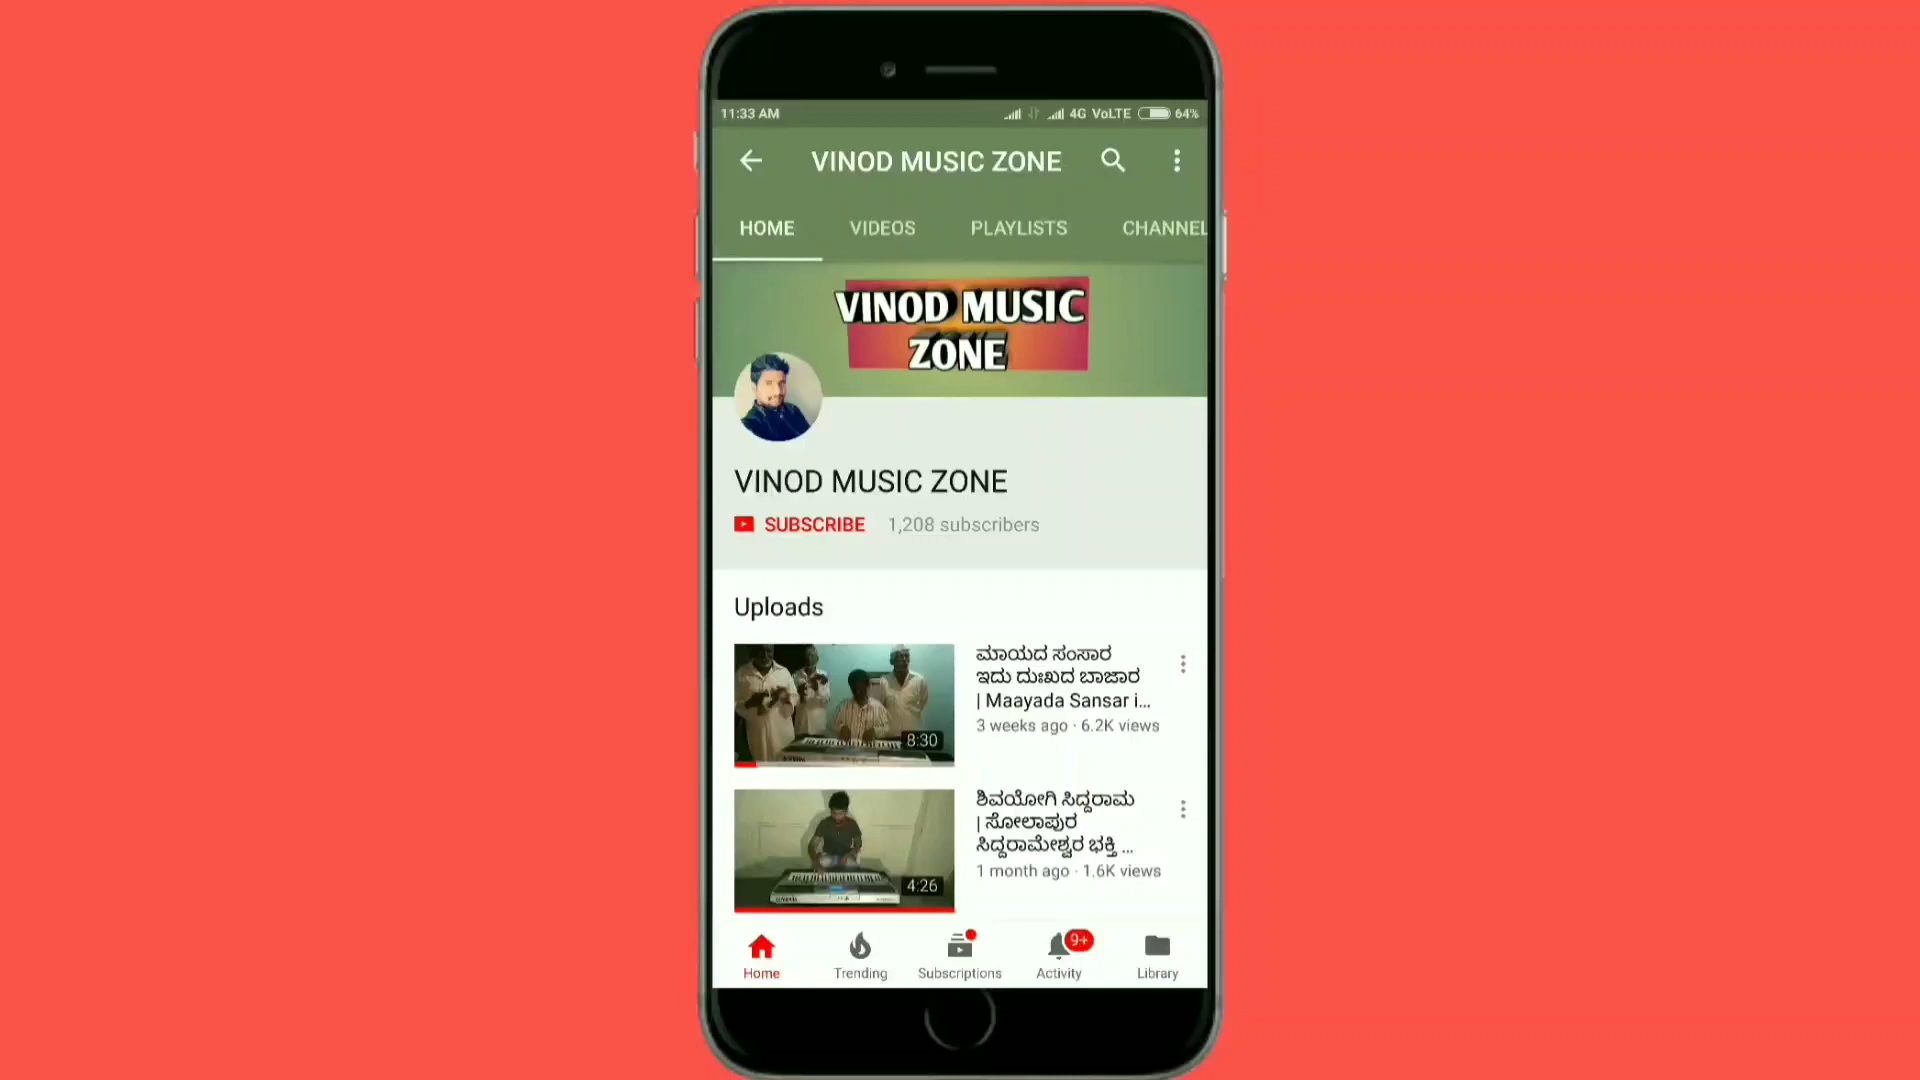 11:33 AM
4G VoLTE 64%
VINOD MUSIC ZONE
HOME VIDEOS PLAYLISTS CHANNEL
VINOD MUSIC
ZONE
VINOD MUSIC ZONE
SUBSCRIBE 1,208 subscribers
Uploads
ಮಾಯದ ಸಂಸಾರ
ಇದು ದುಃಖದ ಬಾಜಾರ
| Maayada Sansar i...
3 weeks ago · 6.2K views
8:30
ಶಿವಯೋಗಿ ಸಿದ್ದರಾಮ
| ಸೋಲಾಪುರ
ಸಿದ್ದರಾಮೇಶ್ವರ ಭಕ್ತಿ ...
1 month ago · 1.6K views
4:26
9+
Home Trending Subscriptions Activity Library